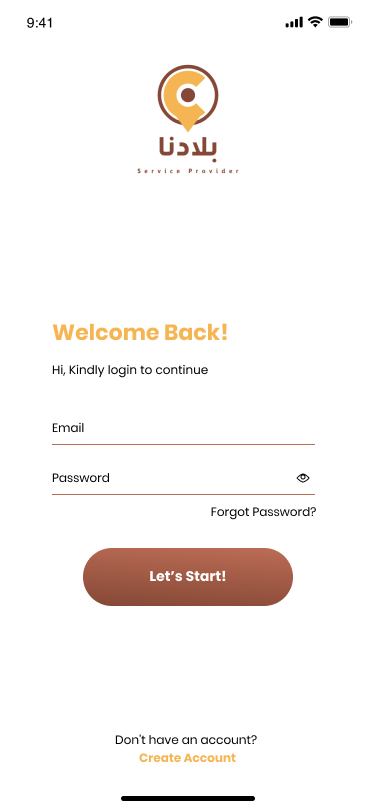 9:41
بلادنا
Service Provider
Welcome Back!
Hi, Kindly login to continue
Email
Password
Forgot Password?
Let’s Start!
Don't have an account?
Create Account